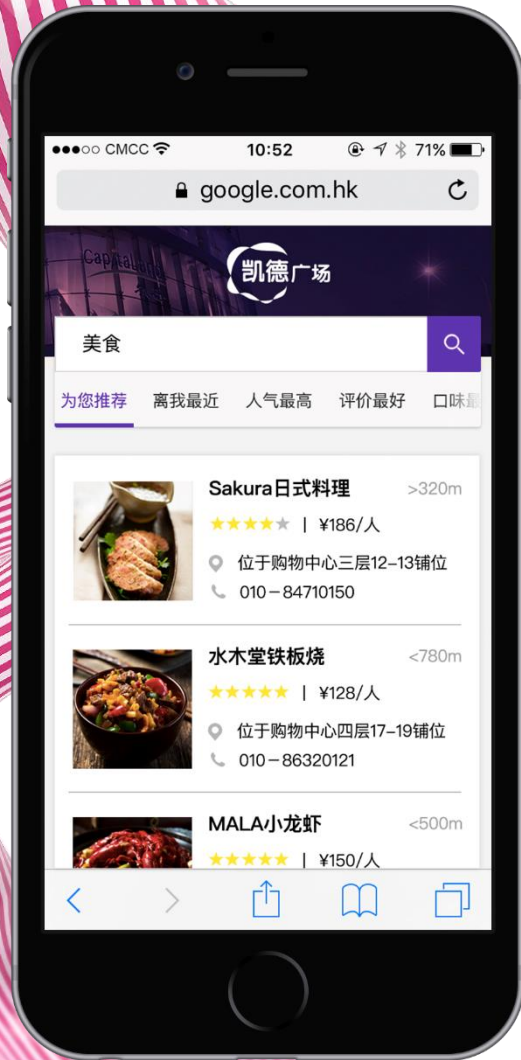 CMCC 10:52 71%
google.com.hk
CapitaLand
凯德广场
美食
为您推荐 离我最近 人气最高 评价最好 口味最
Sakura日式料理 >320m
★★★★★ | ¥186/人
位于购物中心三层12-13铺位
010-84710150
水木堂铁板烧 <780m
★★★★★ | ¥128/人
位于购物中心四层17-19铺位
010-86320121
MALA小龙虾 <500m
★★★★★ | ¥150/人